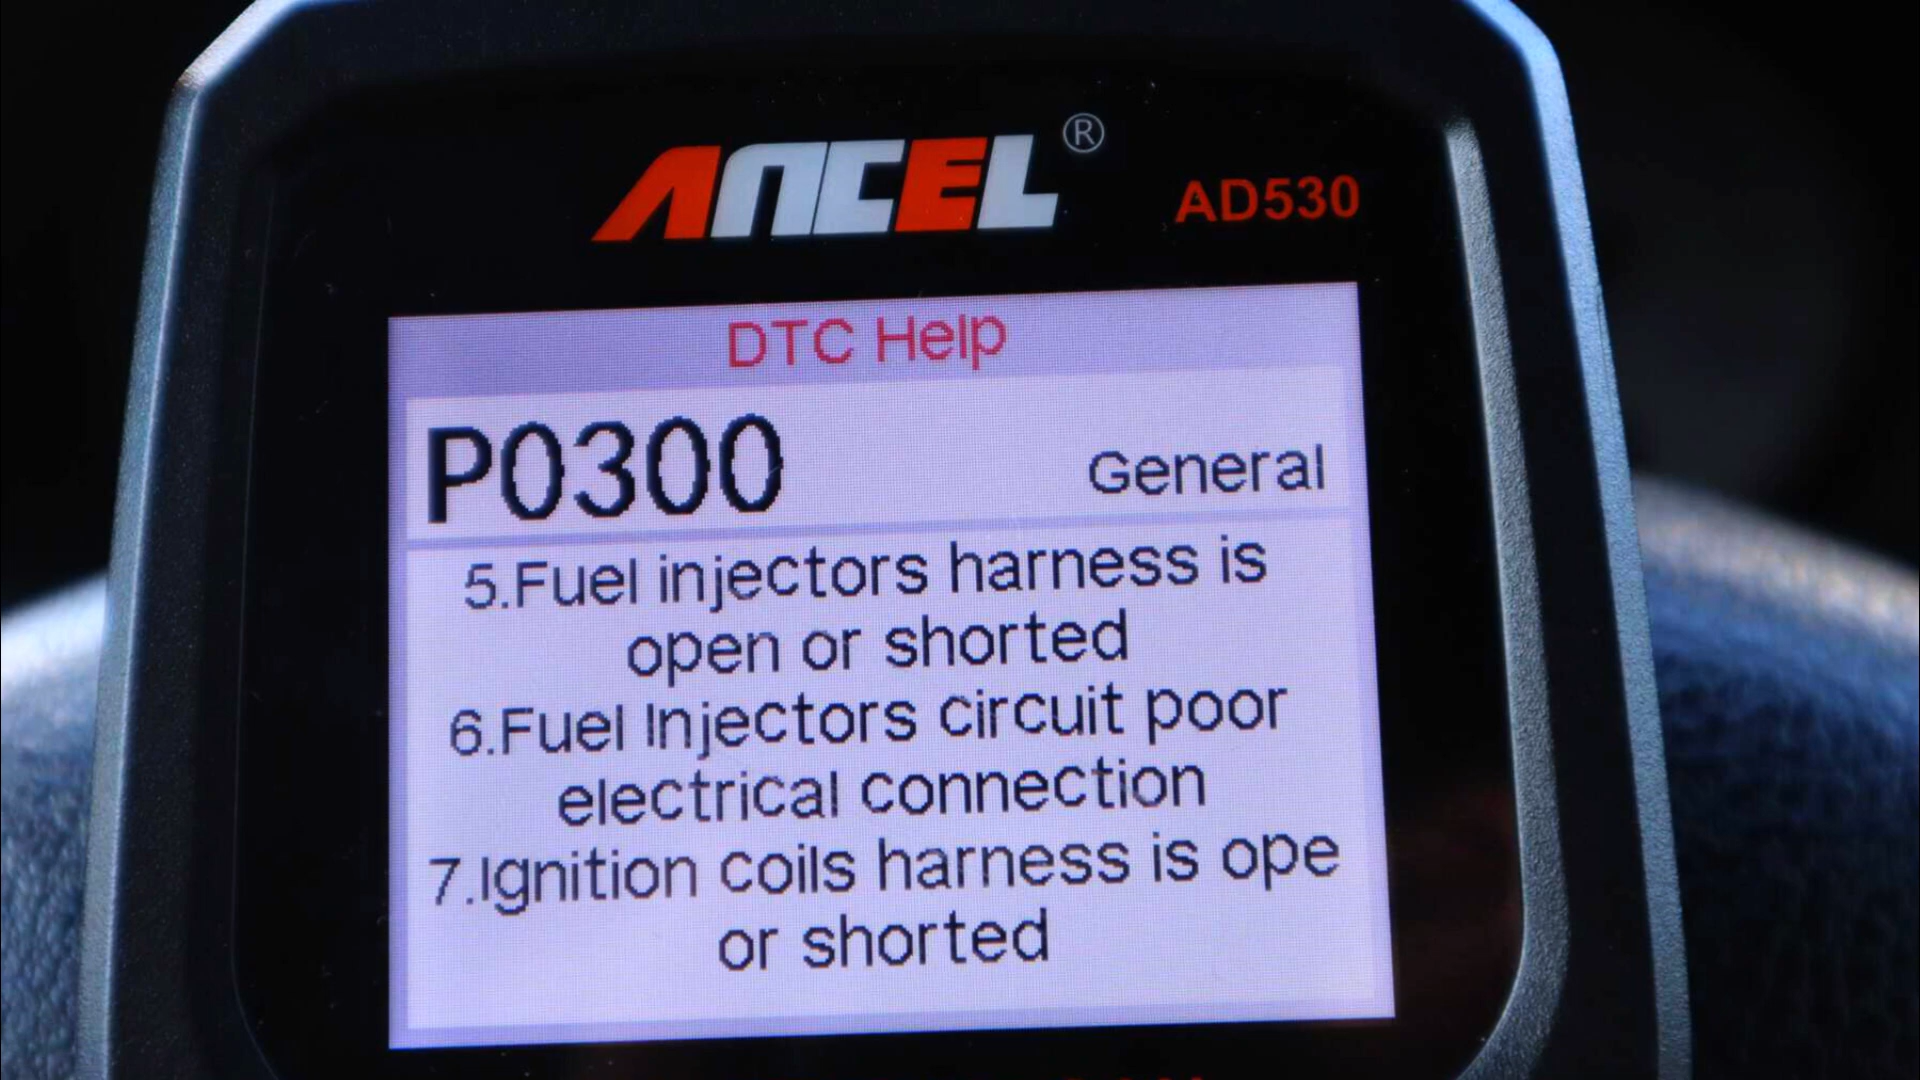 ANCEL®
AD530
DTC Help
P0300
General
5.Fuel injectors harness is
open or shorted
6.Fuel Injectors circuit poor
electrical connection
7.Ignition coils harness is ope
or shorted